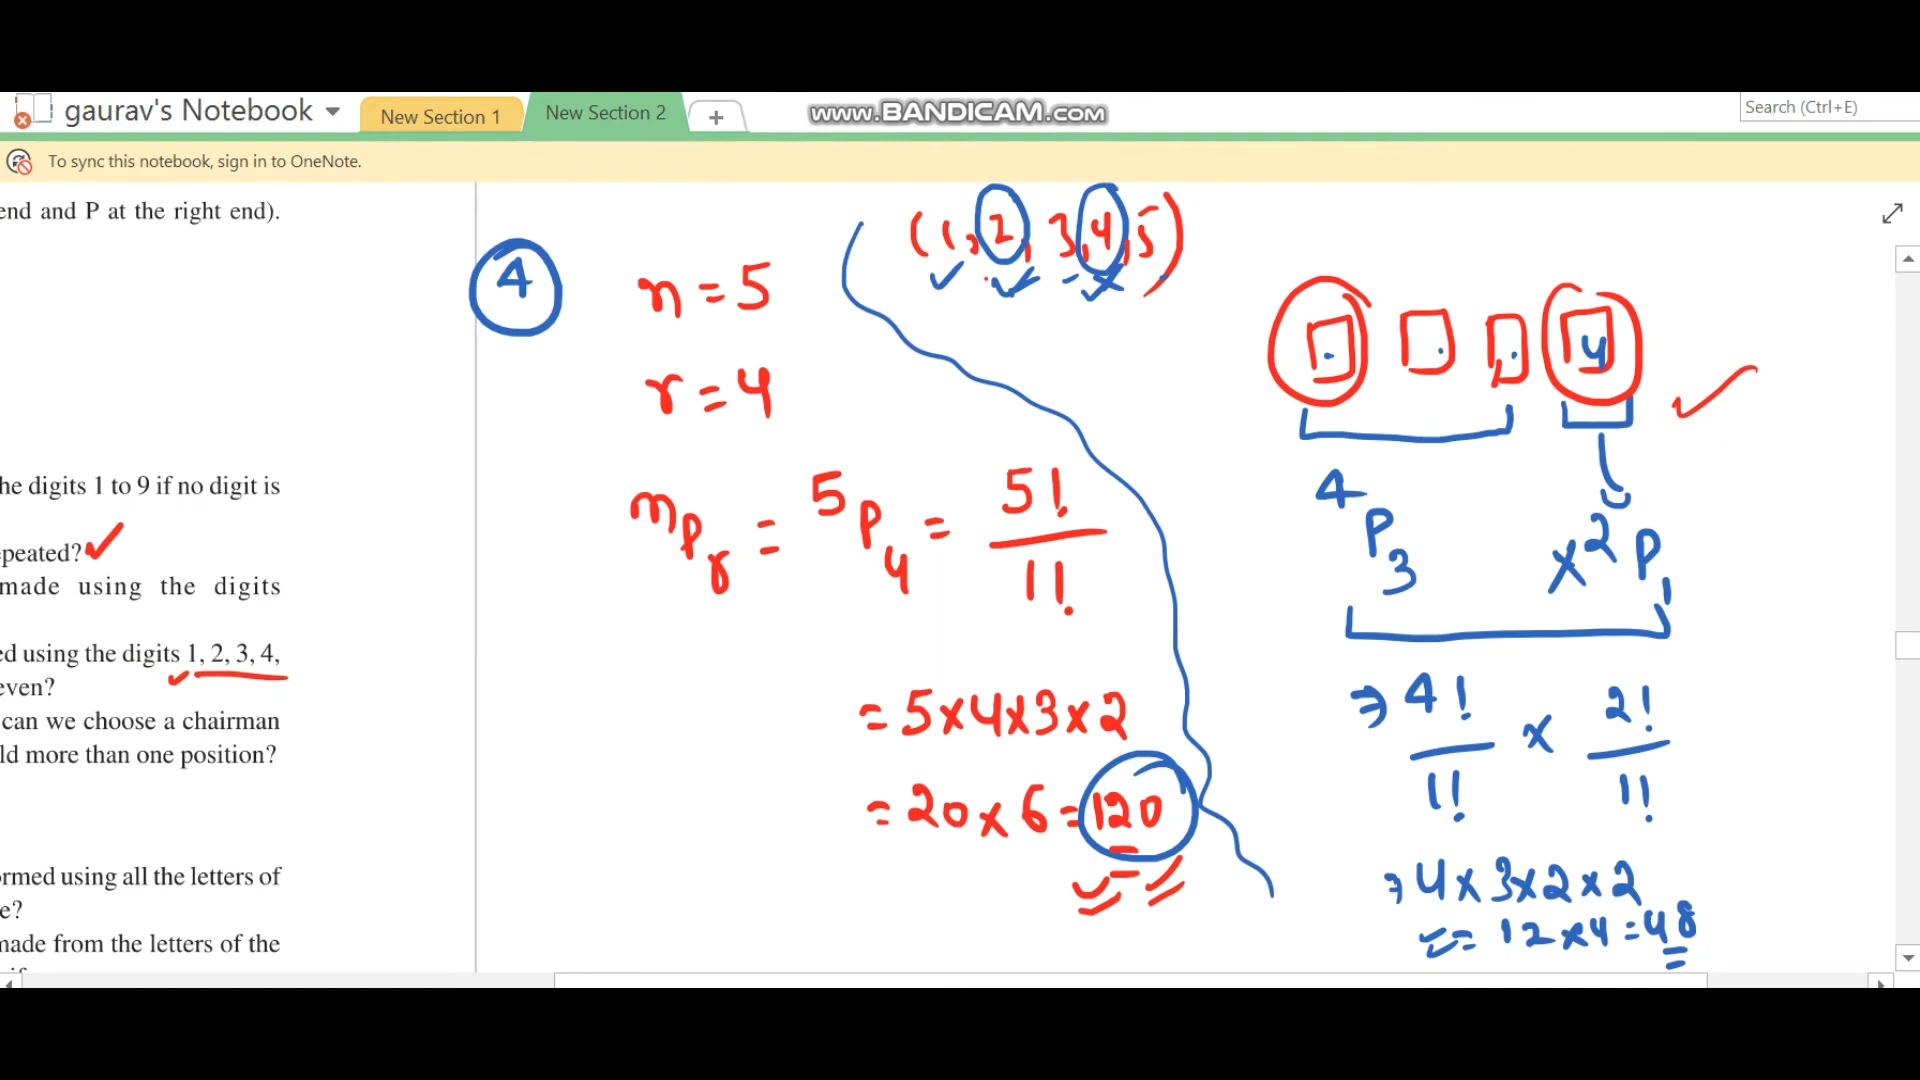 gaurav's Notebook
New Section 1
New Section 2
+
www.BANDICAM.com
Search (Ctrl+E)
To sync this notebook, sign in to OneNote.
end and P at the right end).
he digits 1 to 9 if no digit is
epeated?
made using the digits
ed using the digits 1, 2, 3, 4,
even?
can we choose a chairman
ld more than one position?
ormed using all the letters of
e?
made from the letters of the
4
n = 5
r = 4
nPr = 5P4 = 5!/1!
= 5×4×3×2
= 20 × 6 = 120
(1, 2, 3, 4, 5)
4
4P3 × 2P1
⇒ 4!/1! × 2!/1!
⇒ 4×3×2×2
= 12×4 = 48